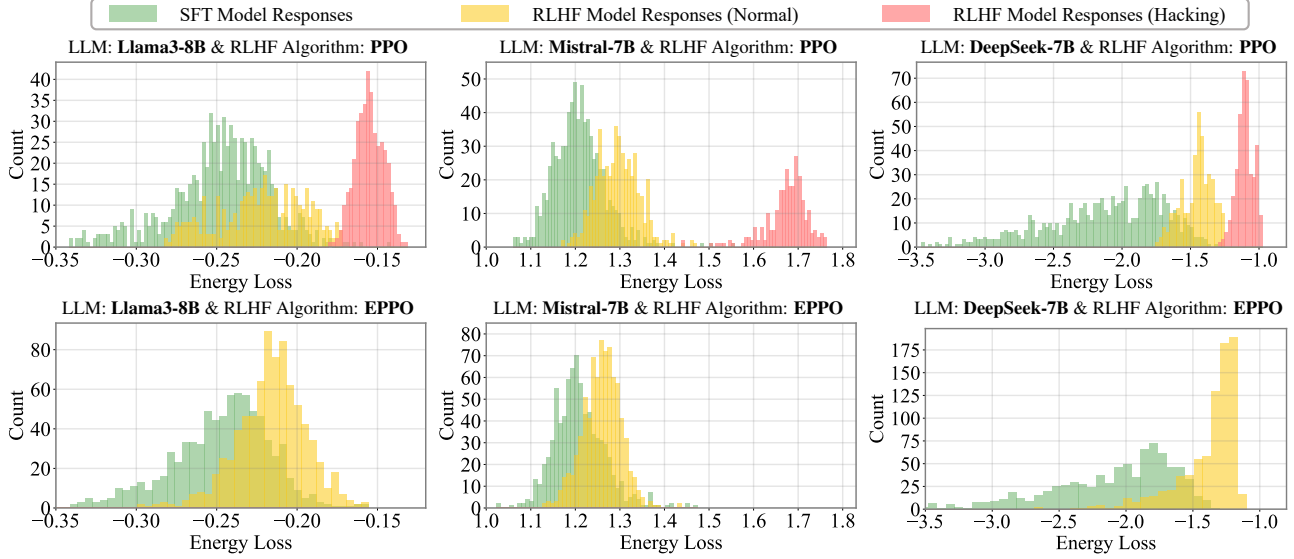 SFT Model Responses RLHF Model Responses (Normal) RLHF Model Responses (Hacking)
LLM: Llama3-8B & RLHF Algorithm: PPO
Count
40
35
30
25
20
15
10
5
0
−0.35 −0.30 −0.25 −0.20 −0.15
Energy Loss
LLM: Mistral-7B & RLHF Algorithm: PPO
Count
50
40
30
20
10
0
1.0 1.1 1.2 1.3 1.4 1.5 1.6 1.7 1.8
Energy Loss
LLM: DeepSeek-7B & RLHF Algorithm: PPO
Count
70
60
50
40
30
20
10
0
−3.5 −3.0 −2.5 −2.0 −1.5 −1.0
Energy Loss
LLM: Llama3-8B & RLHF Algorithm: EPPO
Count
80
60
40
20
0
−0.35 −0.30 −0.25 −0.20 −0.15
Energy Loss
LLM: Mistral-7B & RLHF Algorithm: EPPO
Count
80
70
60
50
40
30
20
10
0
1.0 1.1 1.2 1.3 1.4 1.5 1.6 1.7 1.8
Energy Loss
LLM: DeepSeek-7B & RLHF Algorithm: EPPO
Count
175
150
125
100
75
50
25
0
−3.5 −3.0 −2.5 −2.0 −1.5 −1.0
Energy Loss